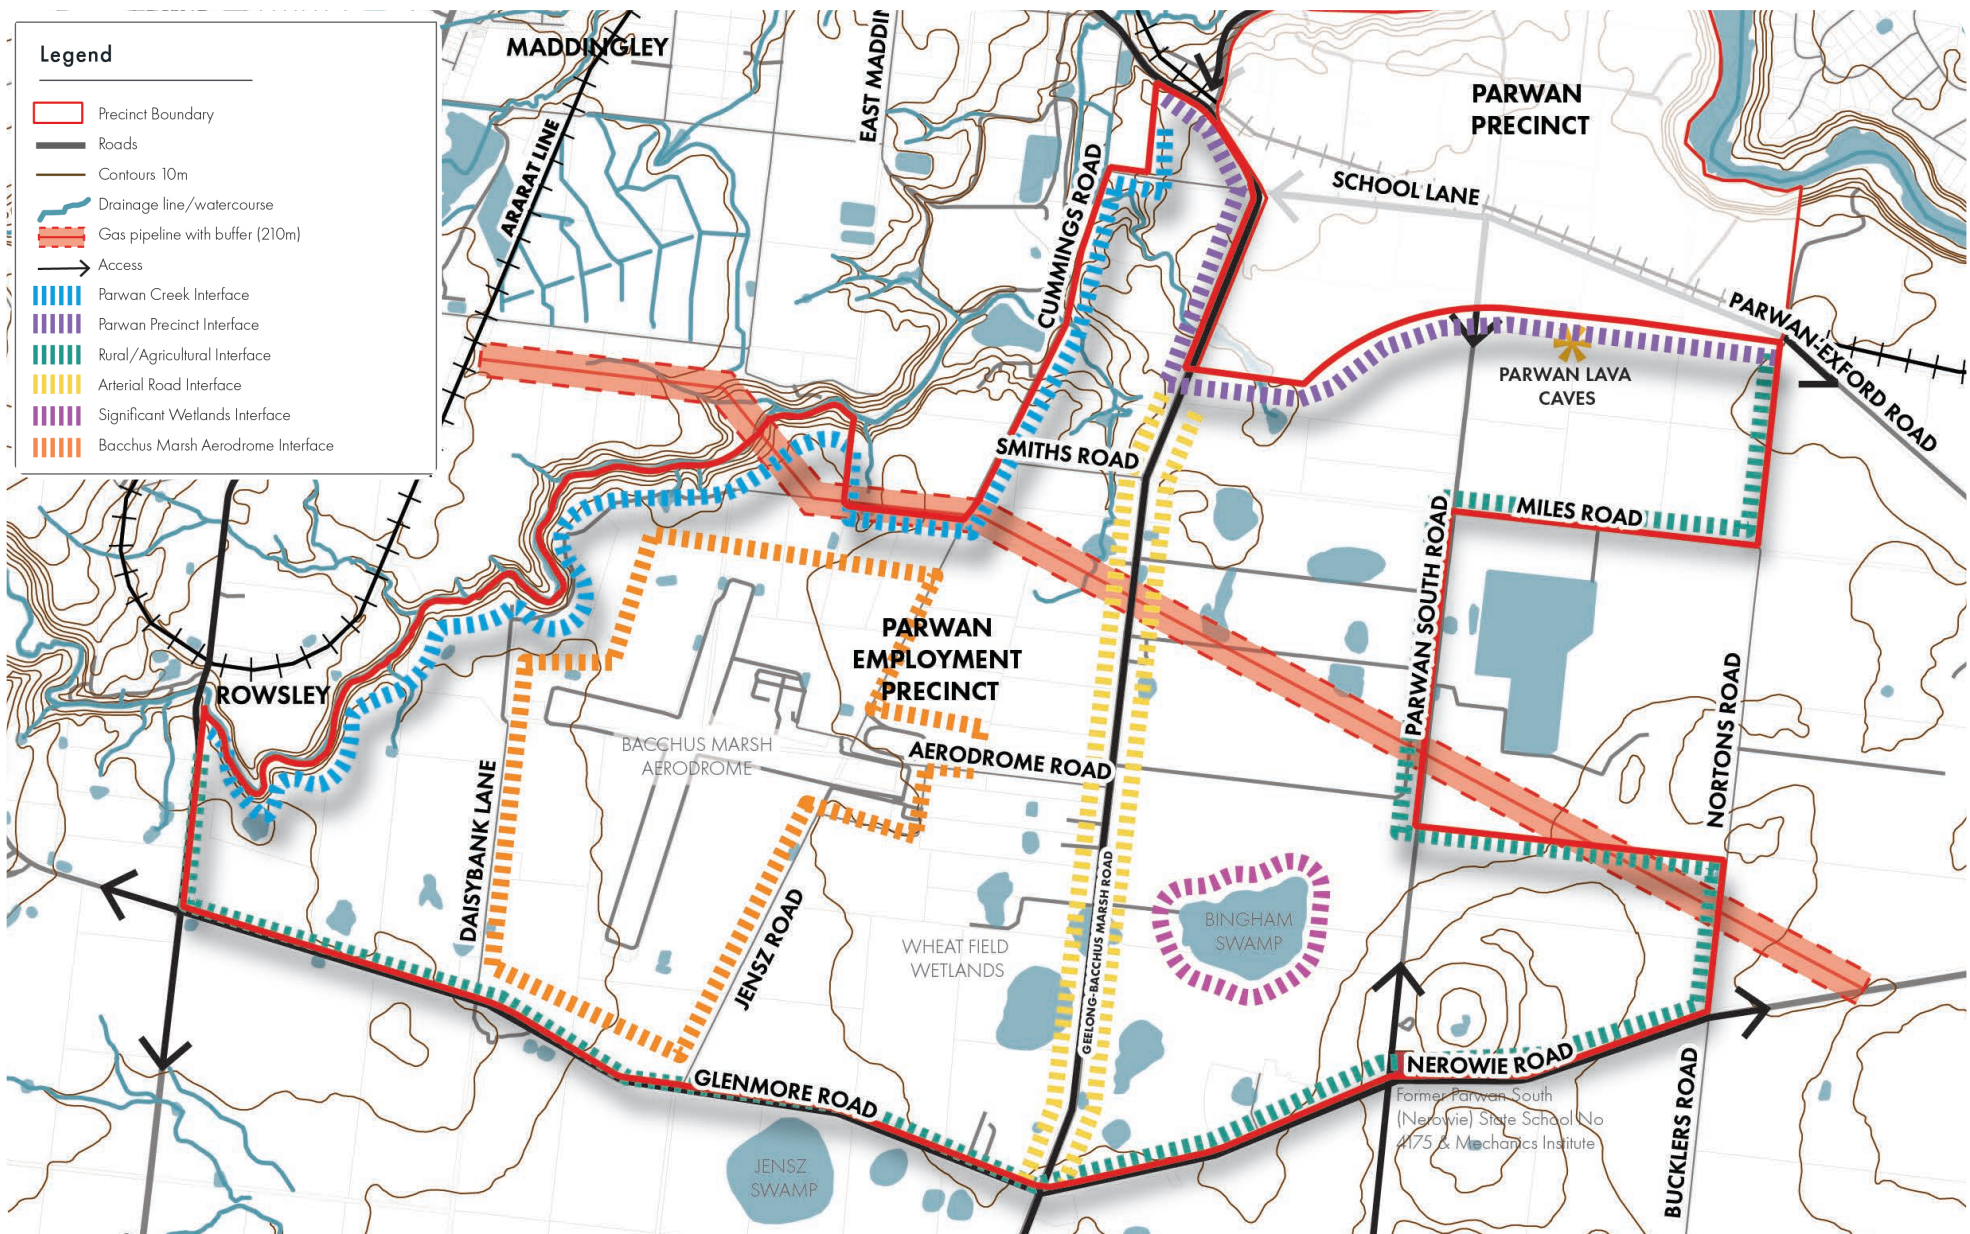 Legend
Precinct Boundary
Roads
Contours 10m
Drainage line/watercourse
Gas pipeline with buffer (210m)
Access
Parwan Creek Interface
Parwan Precinct Interface
Rural/Agricultural Interface
Arterial Road Interface
Significant Wetlands Interface
Bacchus Marsh Aerodrome Interface
MADDINGLEY
ARARAT LINE
EAST MADDIN
CUMMINGS ROAD
PARWAN
PRECINCT
SCHOOL LANE
PARWAN-EXFORD ROAD
PARWAN LAVA
CAVES
SMITHS ROAD
MILES ROAD
PARWAN SOUTH ROAD
ROWSLEY
PARWAN
EMPLOYMENT
PRECINCT
BACCHUS MARSH
AERODROME
AERODROME ROAD
NORTONS ROAD
DAISYBANK LANE
JENSZ ROAD
WHEAT FIELD
WETLANDS
GEELONG-BACCHUS MARSH ROAD
BINGHAM
SWAMP
GLENMORE ROAD
NEROWIE ROAD
Former Parwan South
(Nerowie) State School No
4175 & Mechanics Institute
BUCKLERS ROAD
JENSZ
SWAMP